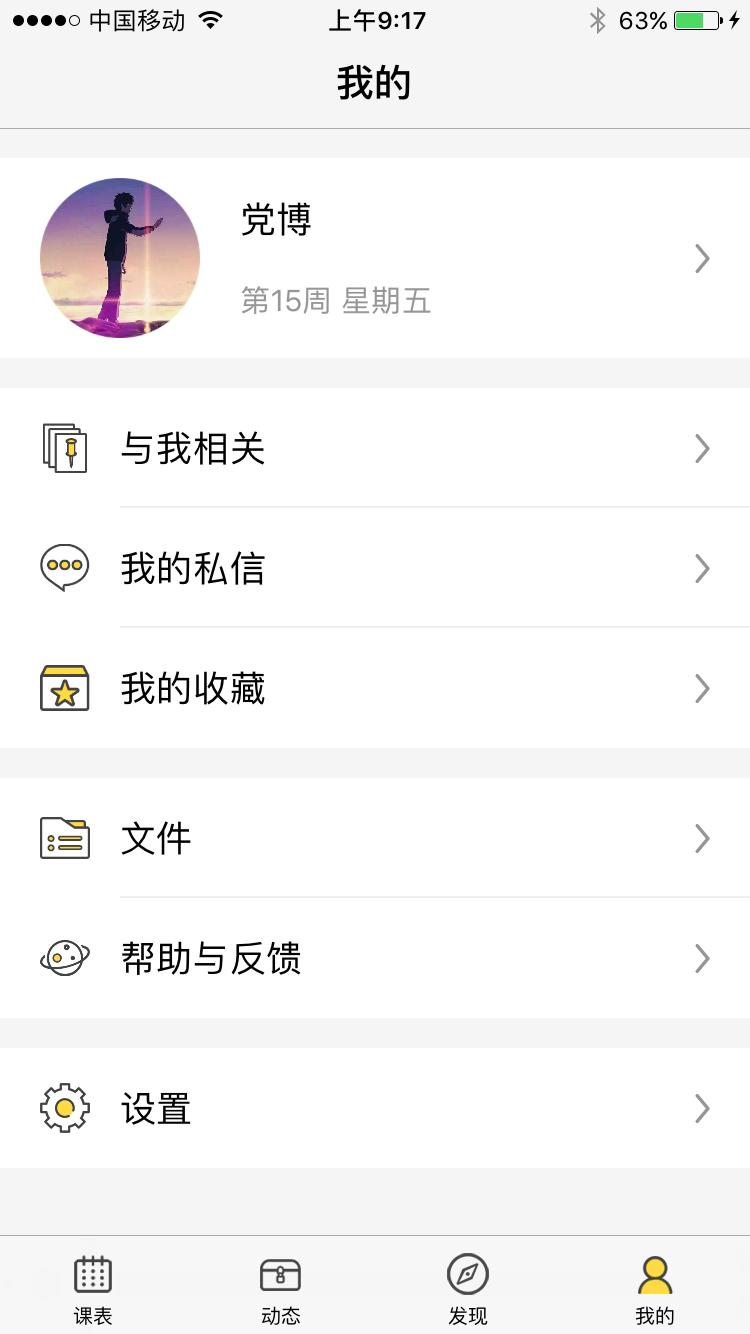 中国移动 上午9:17 63%
我的
党博
第15周 星期五
与我相关
我的私信
我的收藏
文件
帮助与反馈
设置
课表 动态 发现 我的